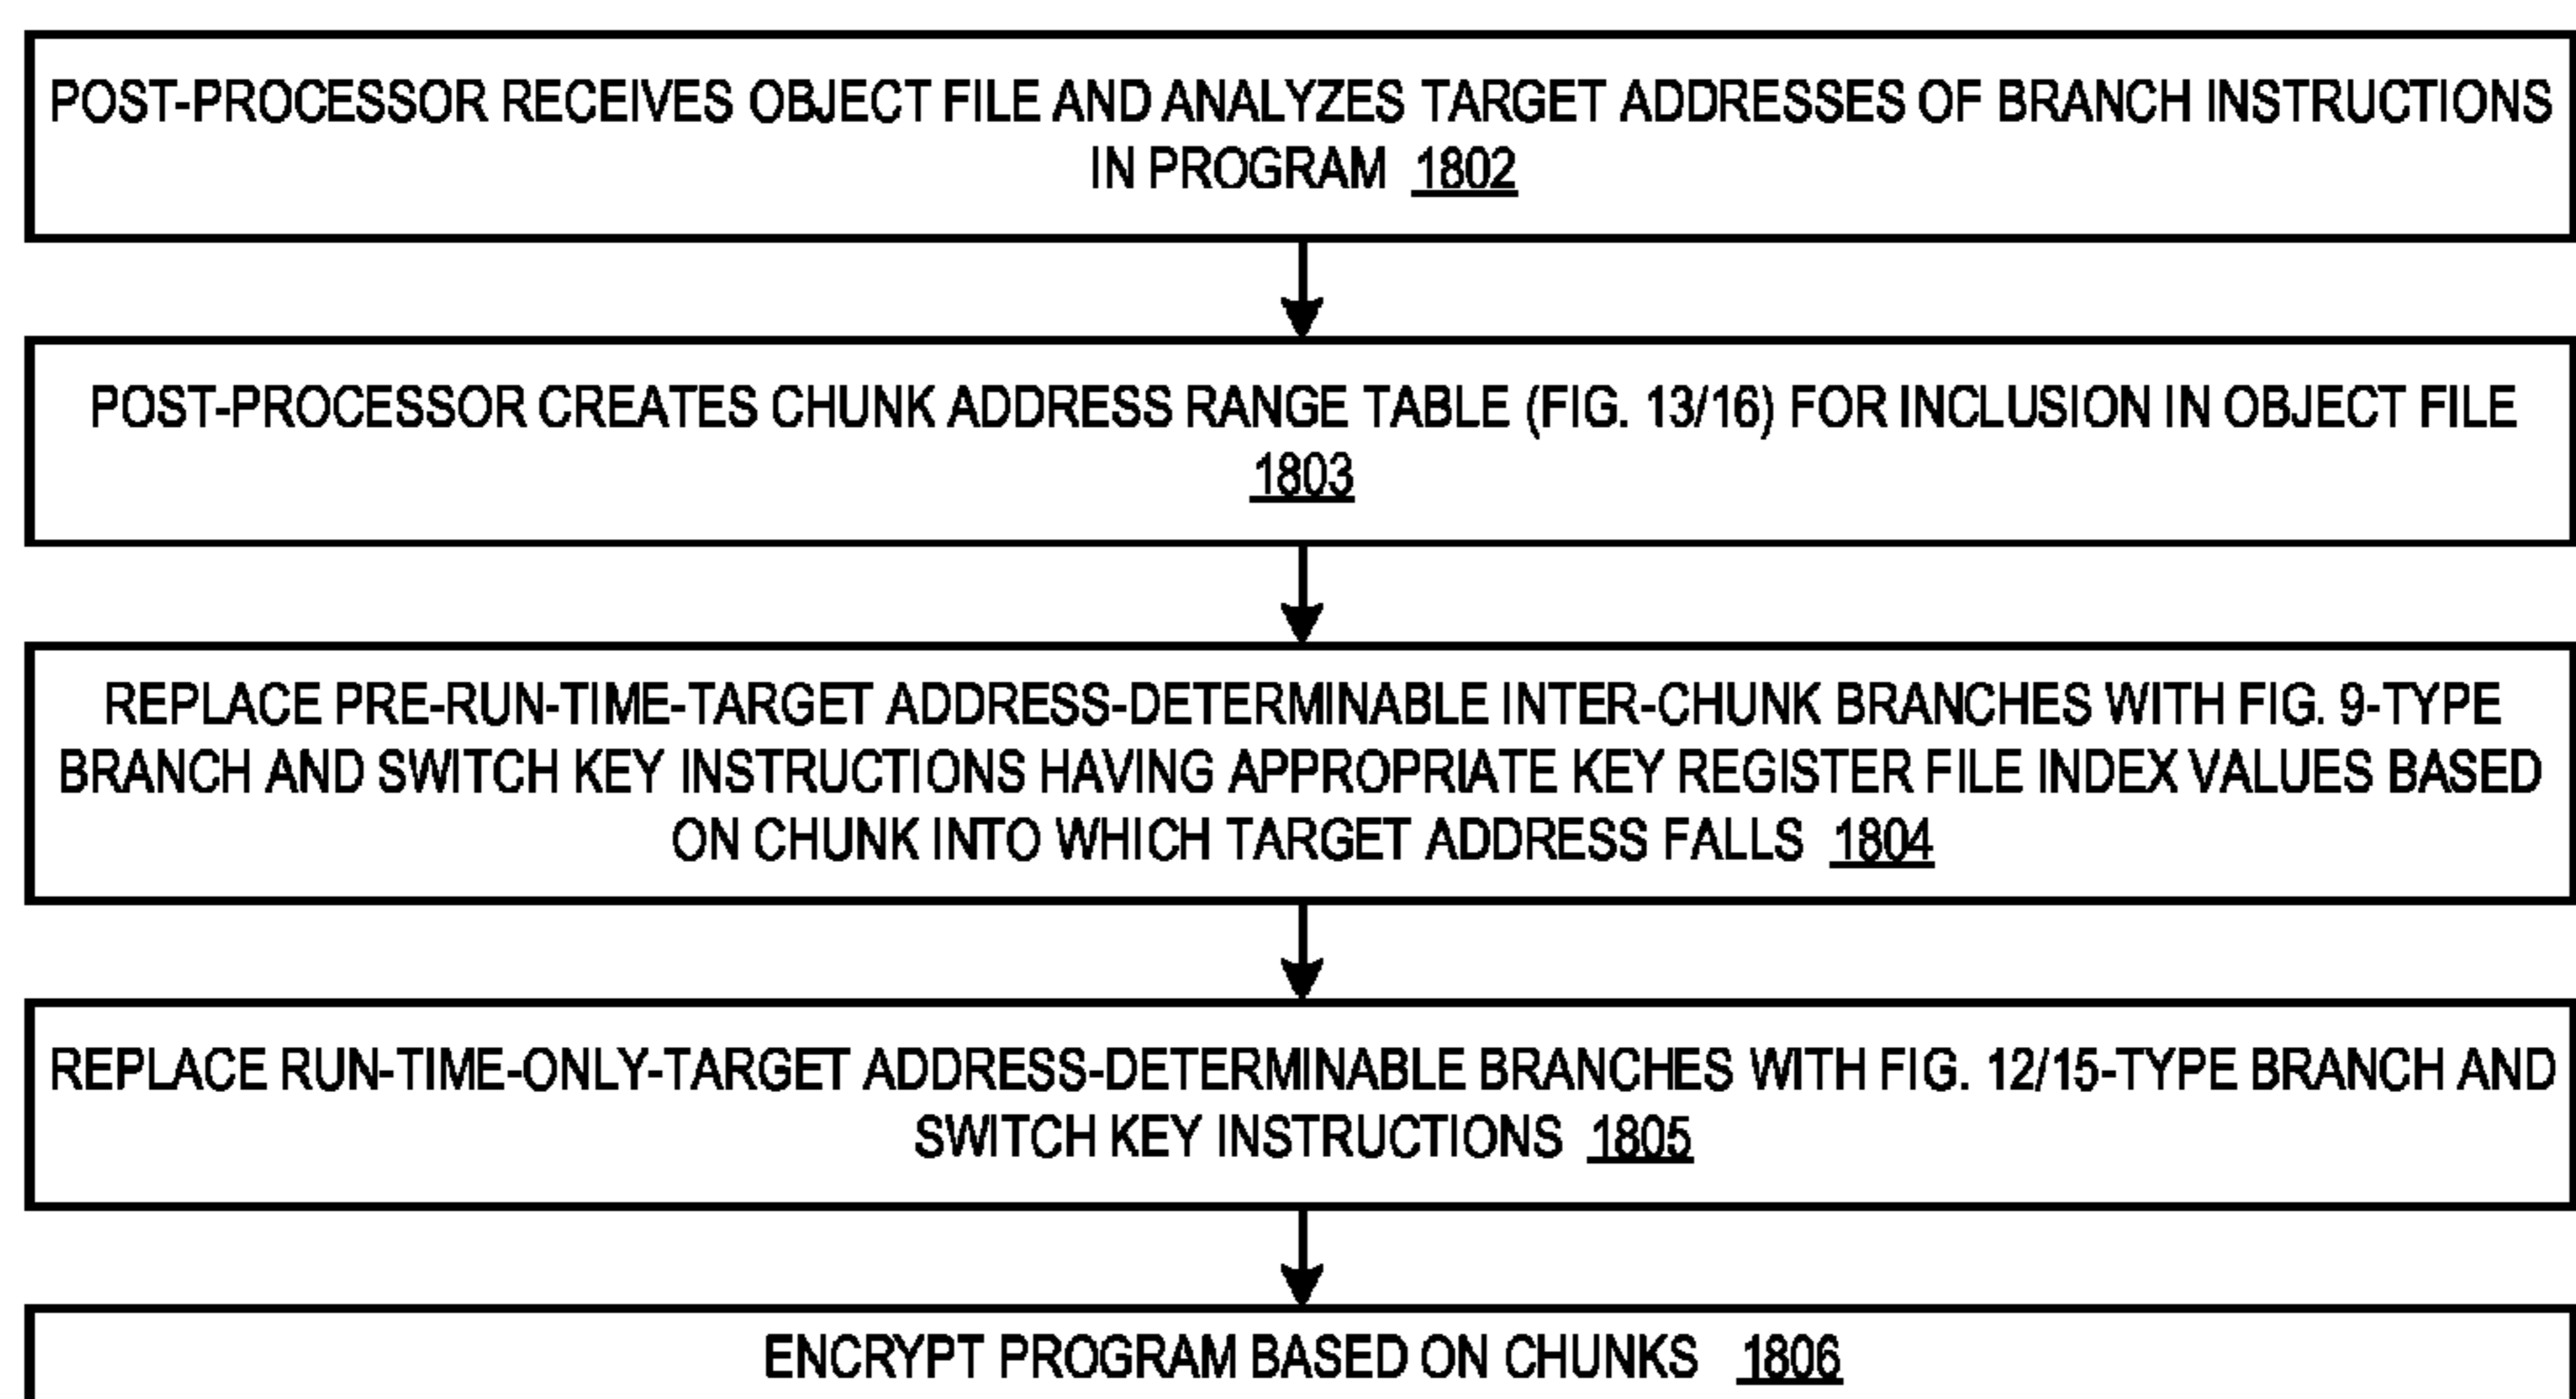 POST-PROCESSOR RECEIVES OBJECT FILE AND ANALYZES TARGET ADDRESSES OF BRANCH INSTRUCTIONS
IN PROGRAM 1802
POST-PROCESSOR CREATES CHUNK ADDRESS RANGE TABLE (FIG. 13/16) FOR INCLUSION IN OBJECT FILE
1803
REPLACE PRE-RUN-TIME-TARGET ADDRESS-DETERMINABLE INTER-CHUNK BRANCHES WITH FIG. 9-TYPE
BRANCH AND SWITCH KEY INSTRUCTIONS HAVING APPROPRIATE KEY REGISTER FILE INDEX VALUES BASED
ON CHUNK INTO WHICH TARGET ADDRESS FALLS 1804
REPLACE RUN-TIME-ONLY-TARGET ADDRESS-DETERMINABLE BRANCHES WITH FIG. 12/15-TYPE BRANCH AND
SWITCH KEY INSTRUCTIONS 1805
ENCRYPT PROGRAM BASED ON CHUNKS 1806